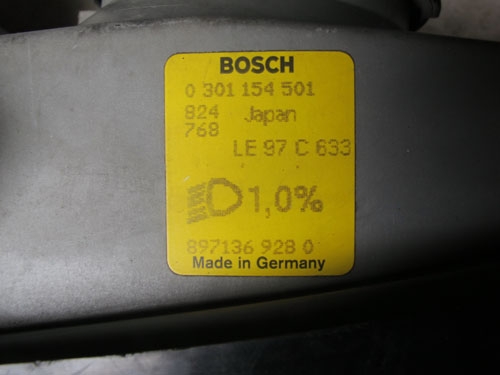 BOSCH
0 301 154 501
824 Japan
768
LE 97 C 633
1,0%
897136 928 0
Made in Germany